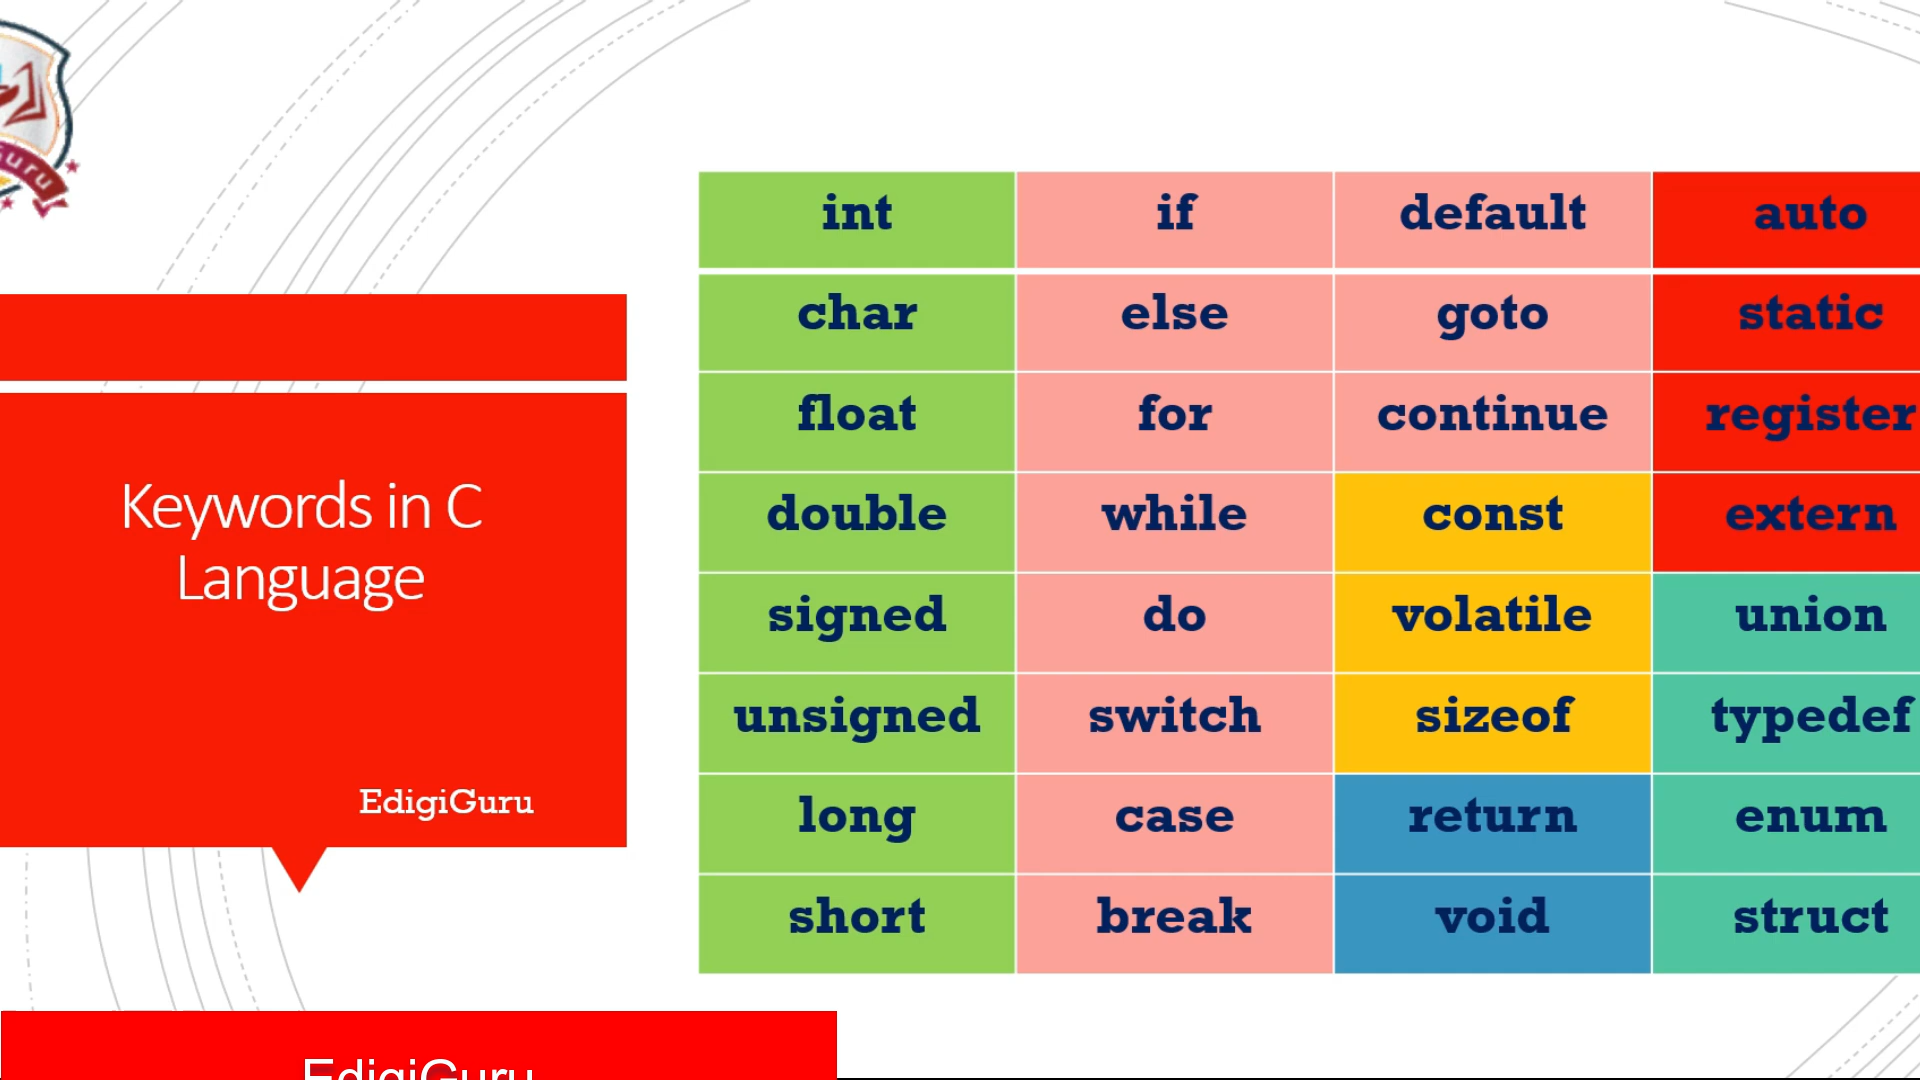 Guru
int if default auto
char else goto static
float for continue register
double while const extern
signed do volatile union
unsigned switch sizeof typedef
long case return enum
short break void struct
Keywords in C
Language
EdigiGuru
EdigiGuru